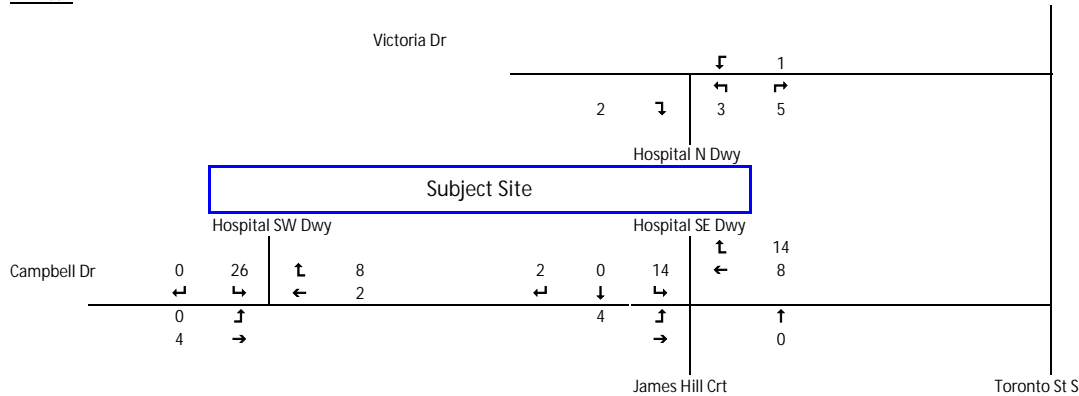 Victoria Dr
↲ 1
↰ ↱
2 ↴ 3 5
Hospital N Dwy
Subject Site
Hospital SW Dwy Hospital SE Dwy
↥ 14
Campbell Dr 0 26 ↥ 8 2 0 14 ← 8
↵ ↳ ← 2 ↵ ↓ ↳
0 ↥ 4 ↥ ↑
4 → → 0
James Hill Crt Toronto St S